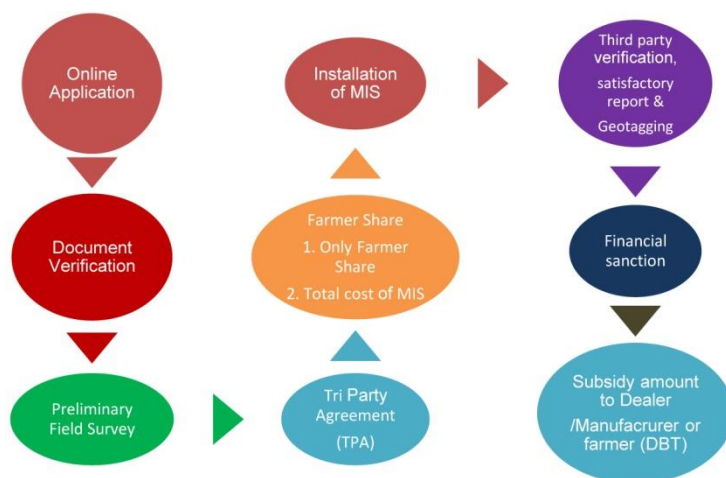 Online
Application
Document
Verification
Preliminary
Field Survey
Tri Party
Agreement
(TPA)
Farmer Share
1. Only Farmer
Share
2. Total cost of MIS
Installation
of MIS
Third party
verification,
satisfactory
report &
Geotagging
Financial
sanction
Subsidy amount
to Dealer
/Manufacrurer or
farmer (DBT)